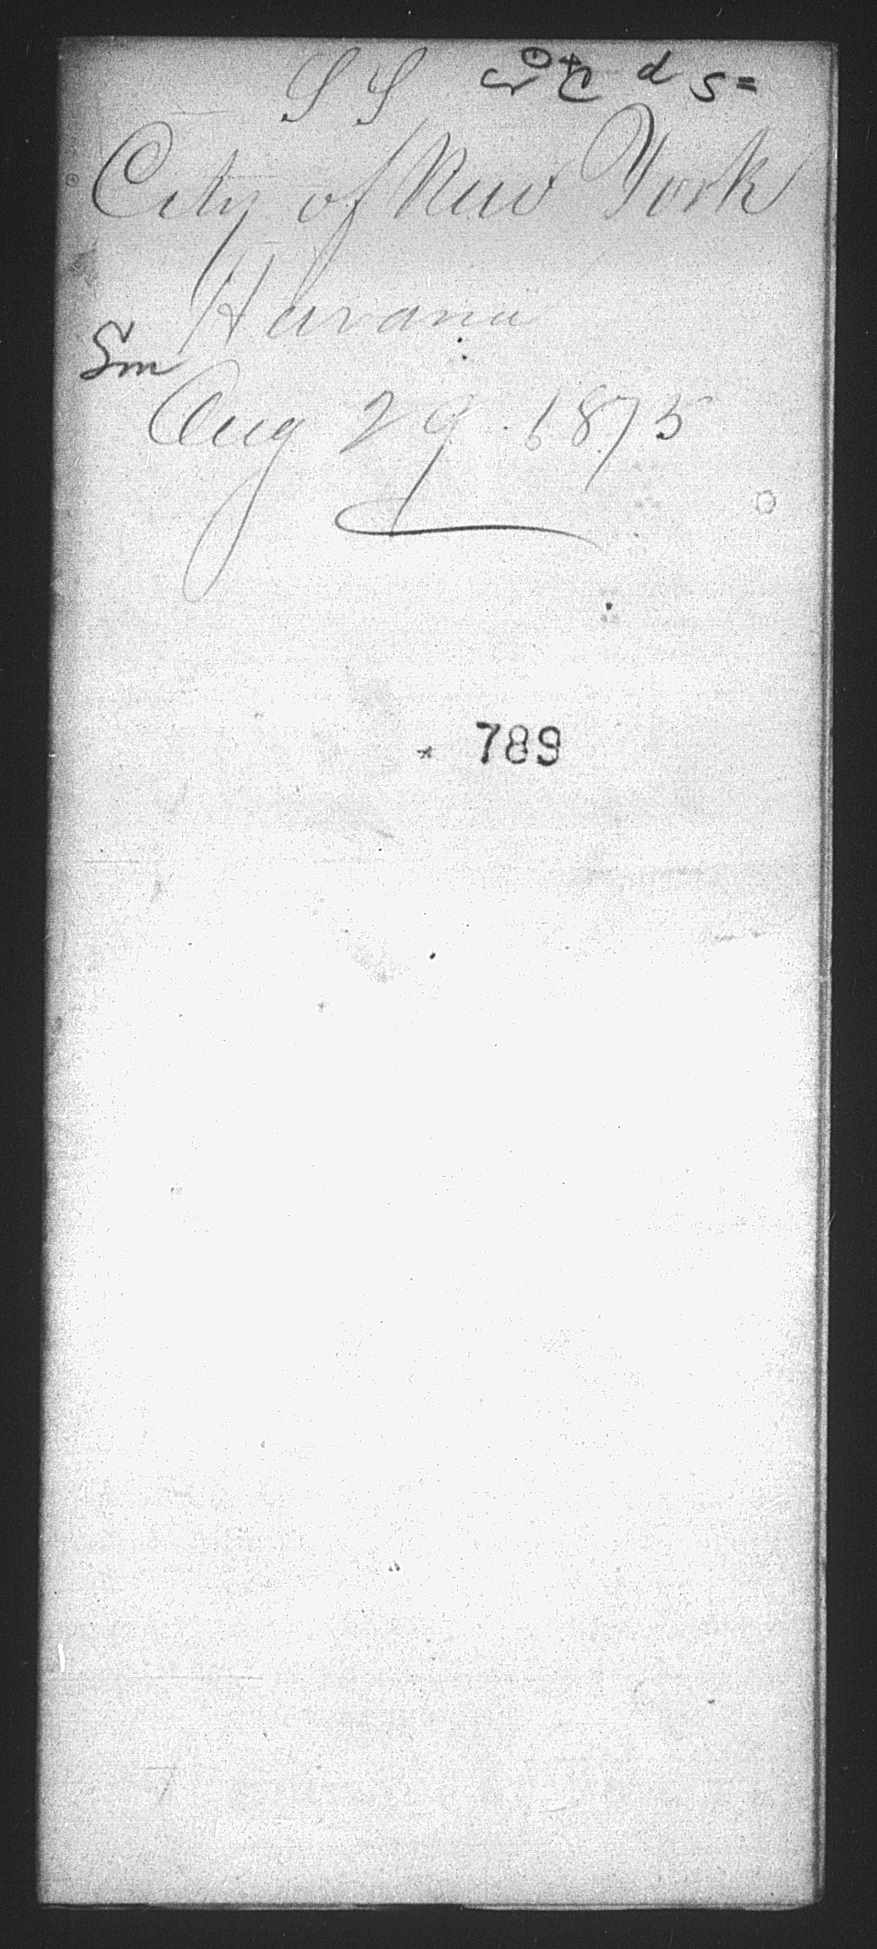 S S
City of New York
Havana
Sm
Aug 29 1875
789